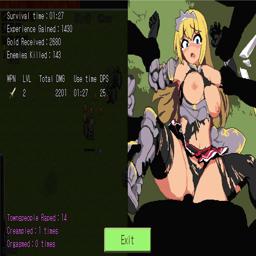 Survival time:01:27
Experience Gained:1430
Gold Received:2680
Enemies Killed:143
WPN LVL Total DMG Use time DPS
2 2201 01:27 25
Townspeople Raped:14
Creampied:1 times
Orgasmed:0 times
Exit